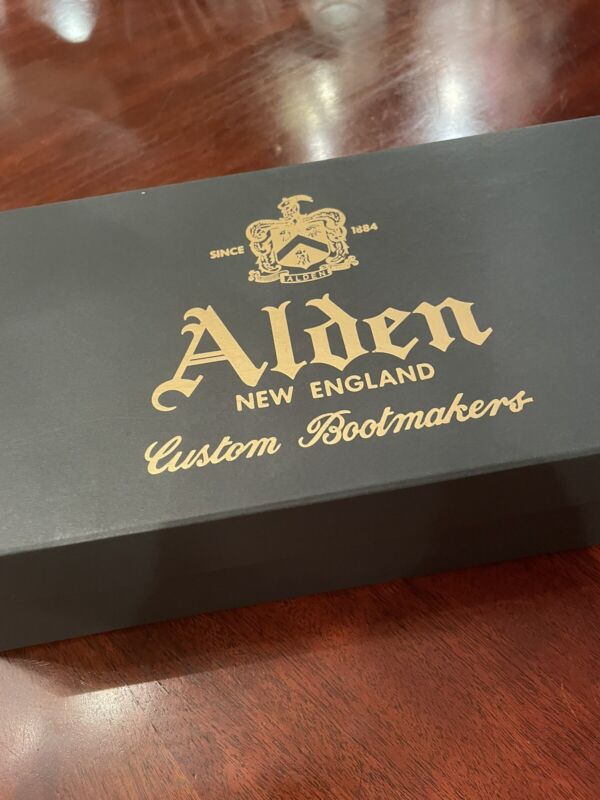 SINCE 1884
ALDEN
Alden
NEW ENGLAND
Custom Bootmakers